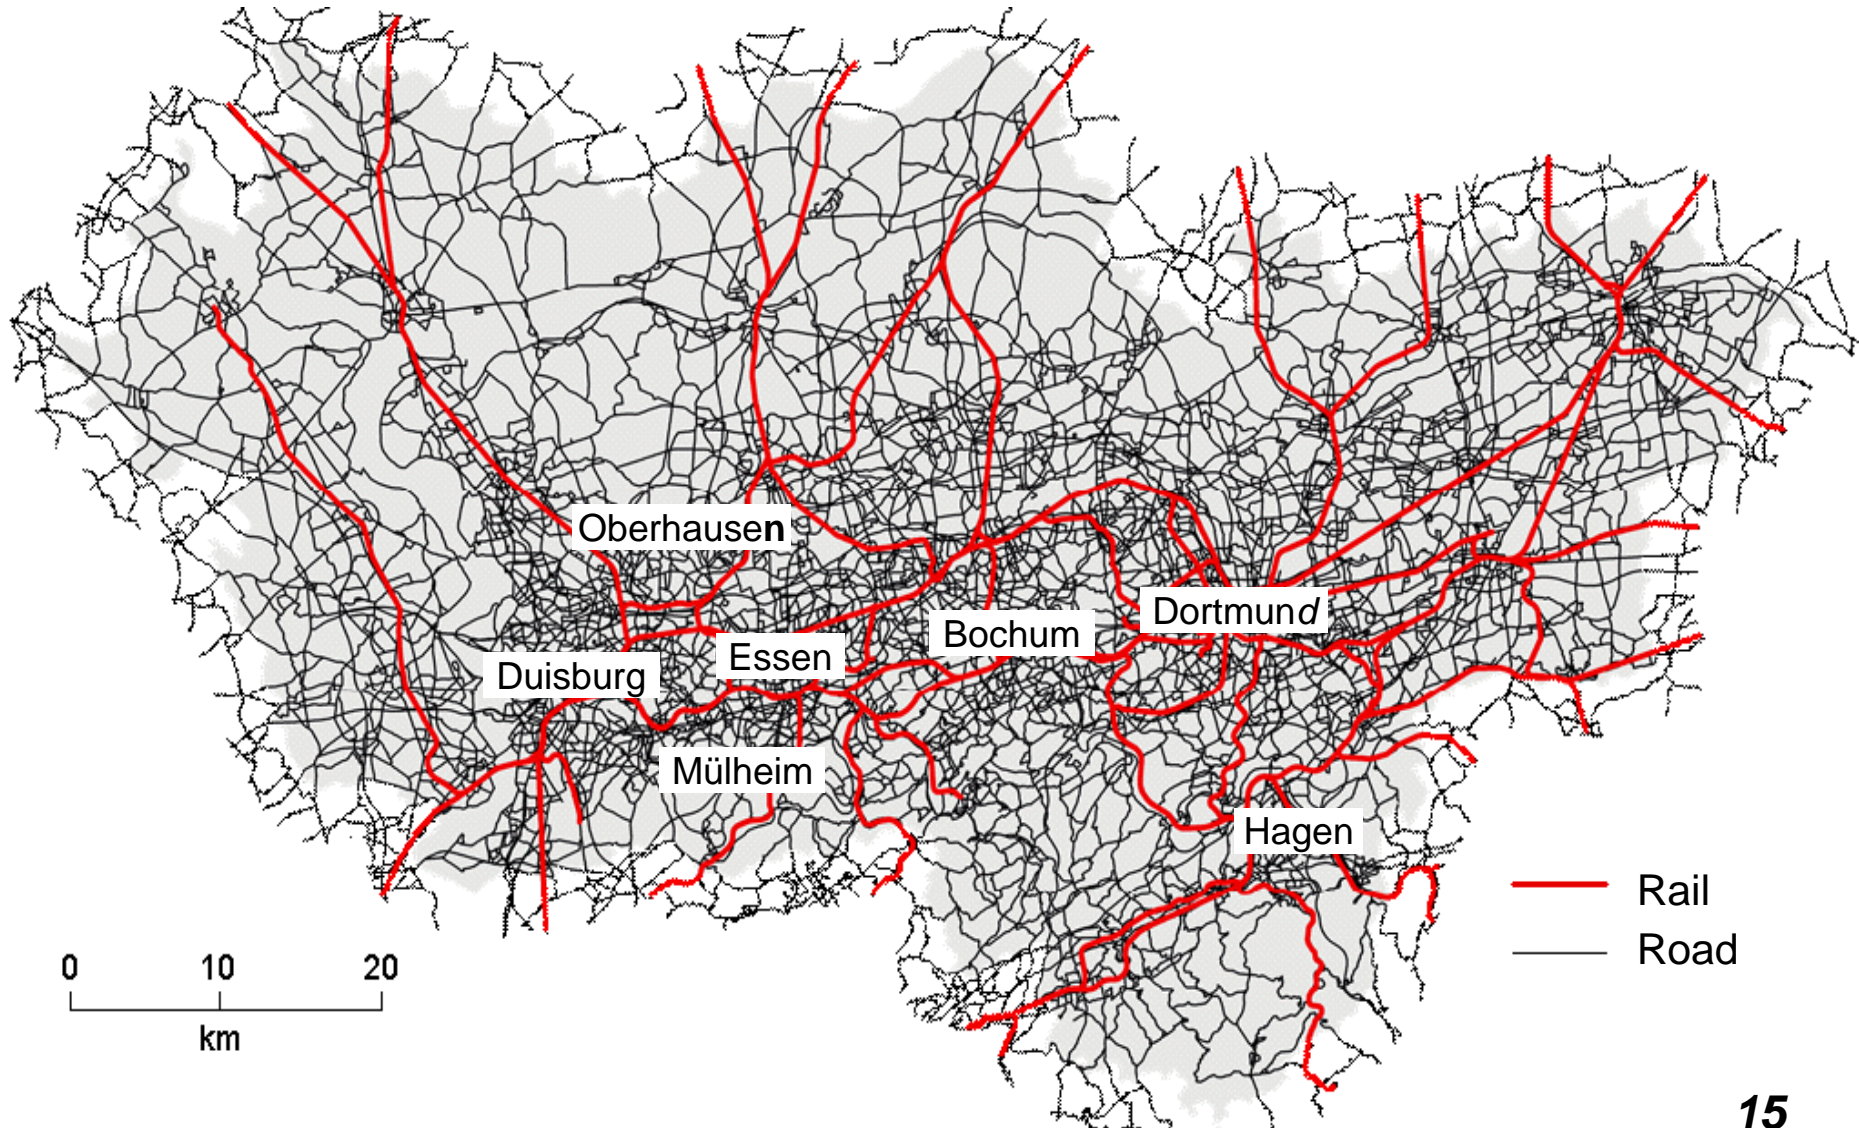 Oberhausen
Dortmund
Bochum
Essen
Duisburg
Mülheim
Hagen
Rail
Road
0 10 20
km
15